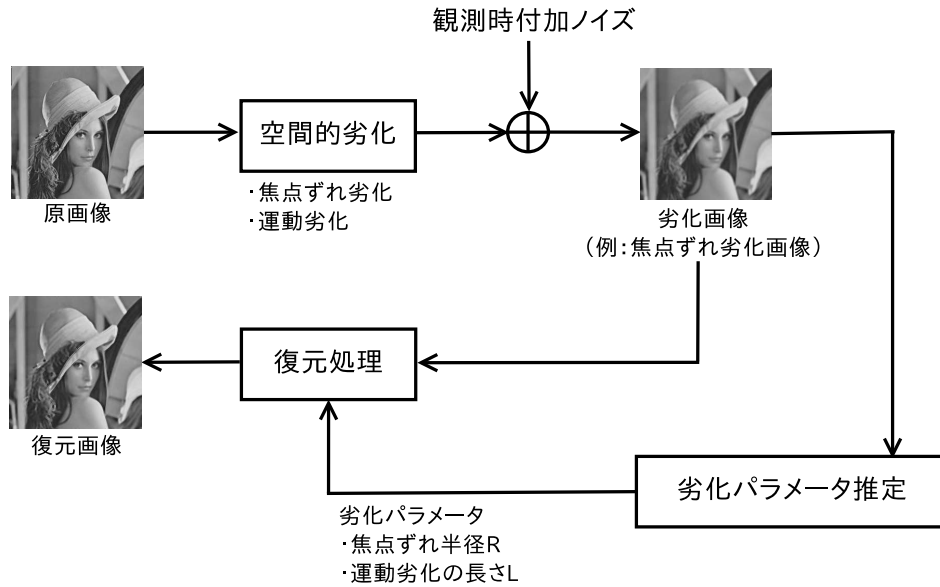 観測時付加ノイズ
空間的劣化
・焦点ずれ劣化
・運動劣化
原画像
劣化画像
（例：焦点ずれ劣化画像）
復元処理
復元画像
劣化パラメータ推定
劣化パラメータ
・焦点ずれ半径R
・運動劣化の長さL